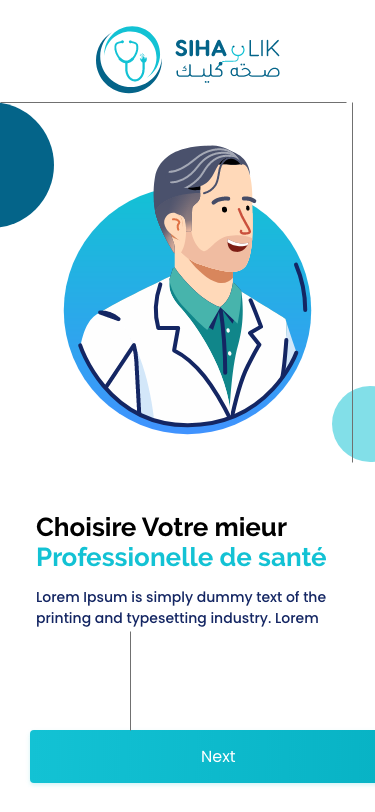 SIHA كLIK
صحة كليك
Choisire Votre mieur
Professionelle de santé
Lorem Ipsum is simply dummy text of the
printing and typesetting industry. Lorem
Next